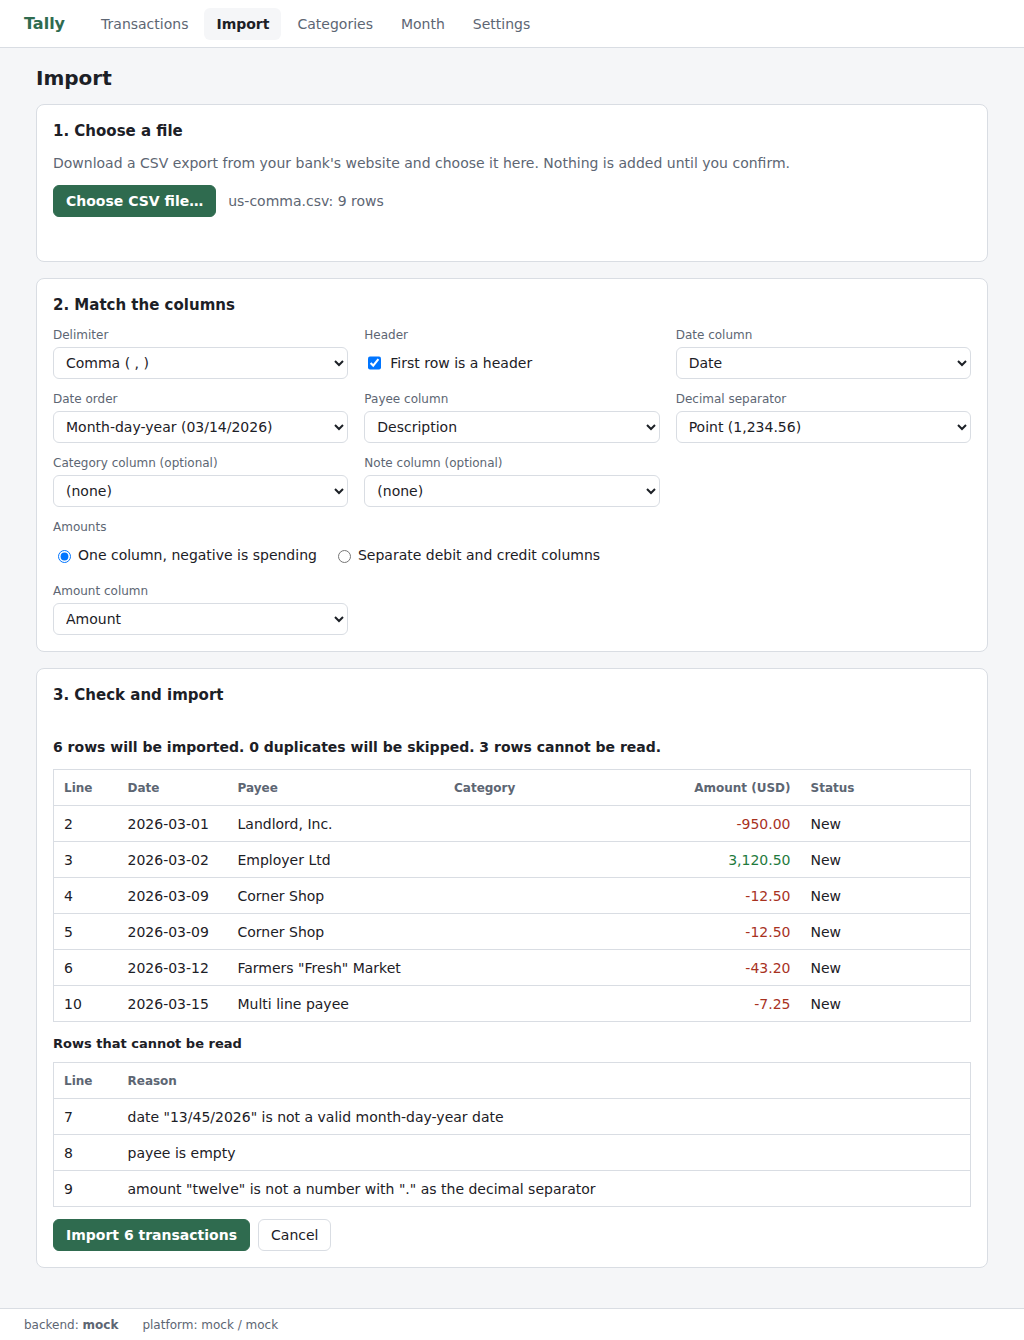 Tally Transactions Import Categories Month Settings
Import
1. Choose a file
Download a CSV export from your bank's website and choose it here. Nothing is added until you confirm.
Choose CSV file… us-comma.csv: 9 rows
2. Match the columns
Delimiter Header Date column
Comma ( , ) First row is a header Date
Date order Payee column Decimal separator
Month-day-year (03/14/2026) Description Point (1,234.56)
Category column (optional) Note column (optional)
(none) (none)
Amounts
One column, negative is spending Separate debit and credit columns
Amount column
Amount
3. Check and import
6 rows will be imported. 0 duplicates will be skipped. 3 rows cannot be read.
Line Date Payee Category Amount (USD) Status
2 2026-03-01 Landlord, Inc. -950.00 New
3 2026-03-02 Employer Ltd 3,120.50 New
4 2026-03-09 Corner Shop -12.50 New
5 2026-03-09 Corner Shop -12.50 New
6 2026-03-12 Farmers "Fresh" Market -43.20 New
10 2026-03-15 Multi line payee -7.25 New
Rows that cannot be read
Line Reason
7 date "13/45/2026" is not a valid month-day-year date
8 payee is empty
9 amount "twelve" is not a number with "." as the decimal separator
Import 6 transactions Cancel
backend: mock platform: mock / mock